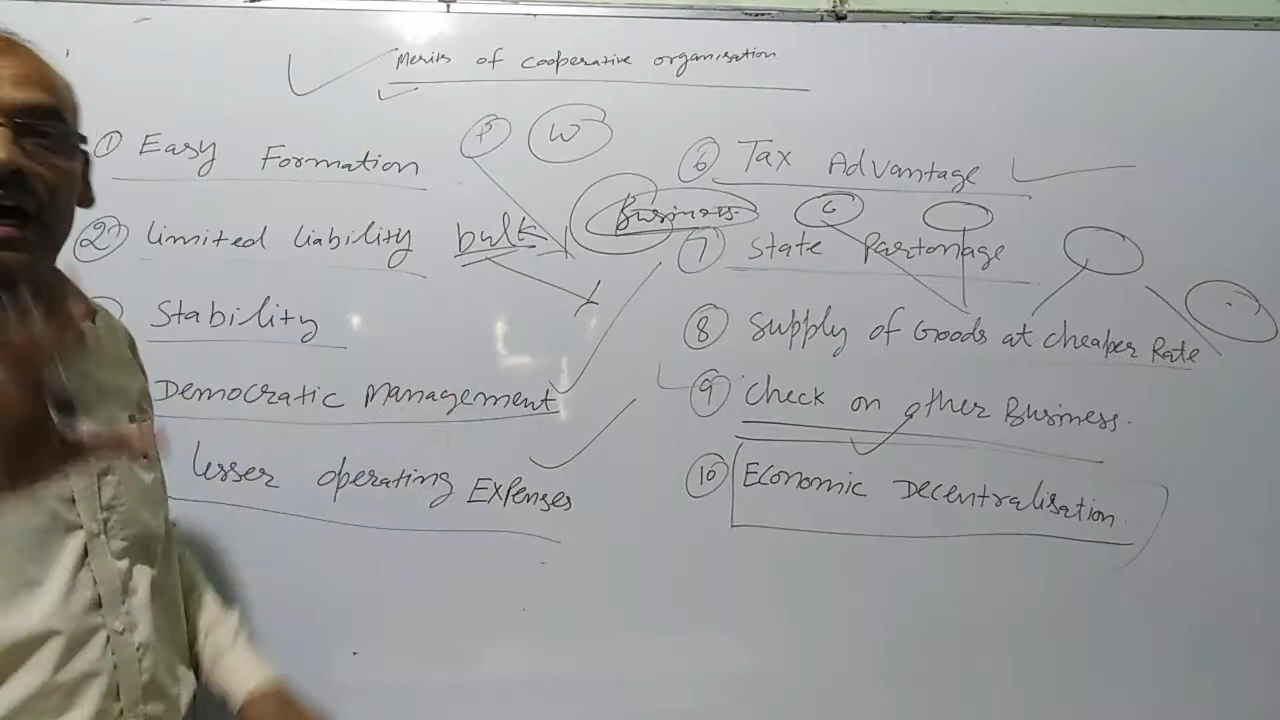 Merits of cooperative organisation
① Easy Formation
② limited liability
bulk
Stability
Democratic Management
lesser operating Expenses
P
W
Business
⑥ Tax Advantage
⑦ State Partonage
⑧ Supply of Goods at cheaper Rate
⑨ Check on other Business.
⑩ Economic Decentralisation